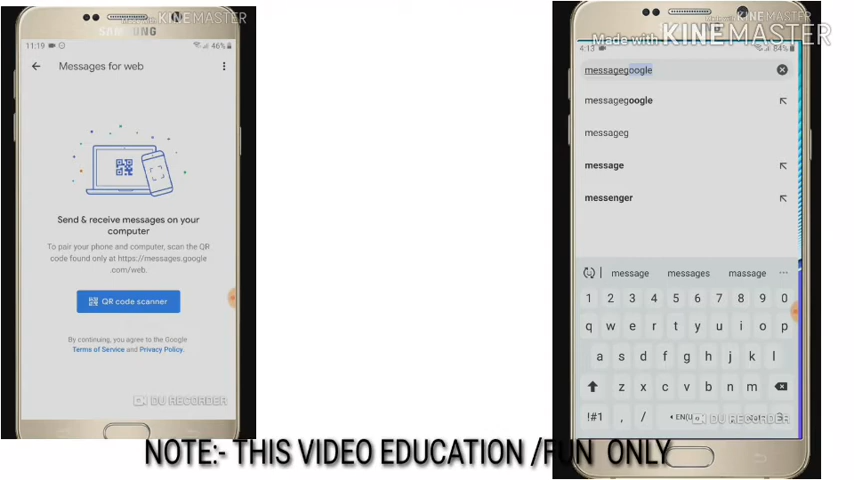 KINEMASTER
SAMSUNG
11:19
46%
Messages for web
Send & receive messages on your
computer
To pair your phone and computer, scan the QR
code found only at https://messages.google
.com/web.
QR code scanner
By continuing, you agree to the Google
Terms of Service and Privacy Policy.
DU RECORDER
Made with KINEMASTER
4:13
84%
messagegoogle
messagegoogle
messageg
message
messenger
message messages massage ...
1 2 3 4 5 6 7 8 9 0
q w e r t y u i o p
a s d f g h j k l
z x c v b n m
!#1 , / EN(U
DU RECORDER
NOTE:- THIS VIDEO EDUCATION /FUN ONLY